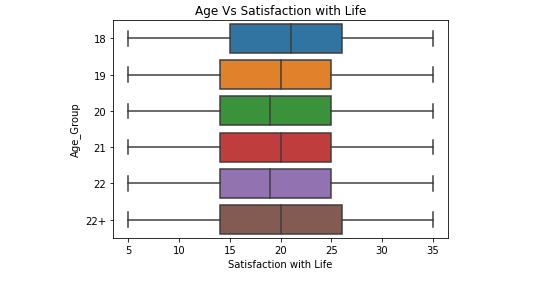 Age Vs Satisfaction with Life
18
19
20
21
22
22+
Age_Group
5 10 15 20 25 30 35
Satisfaction with Life